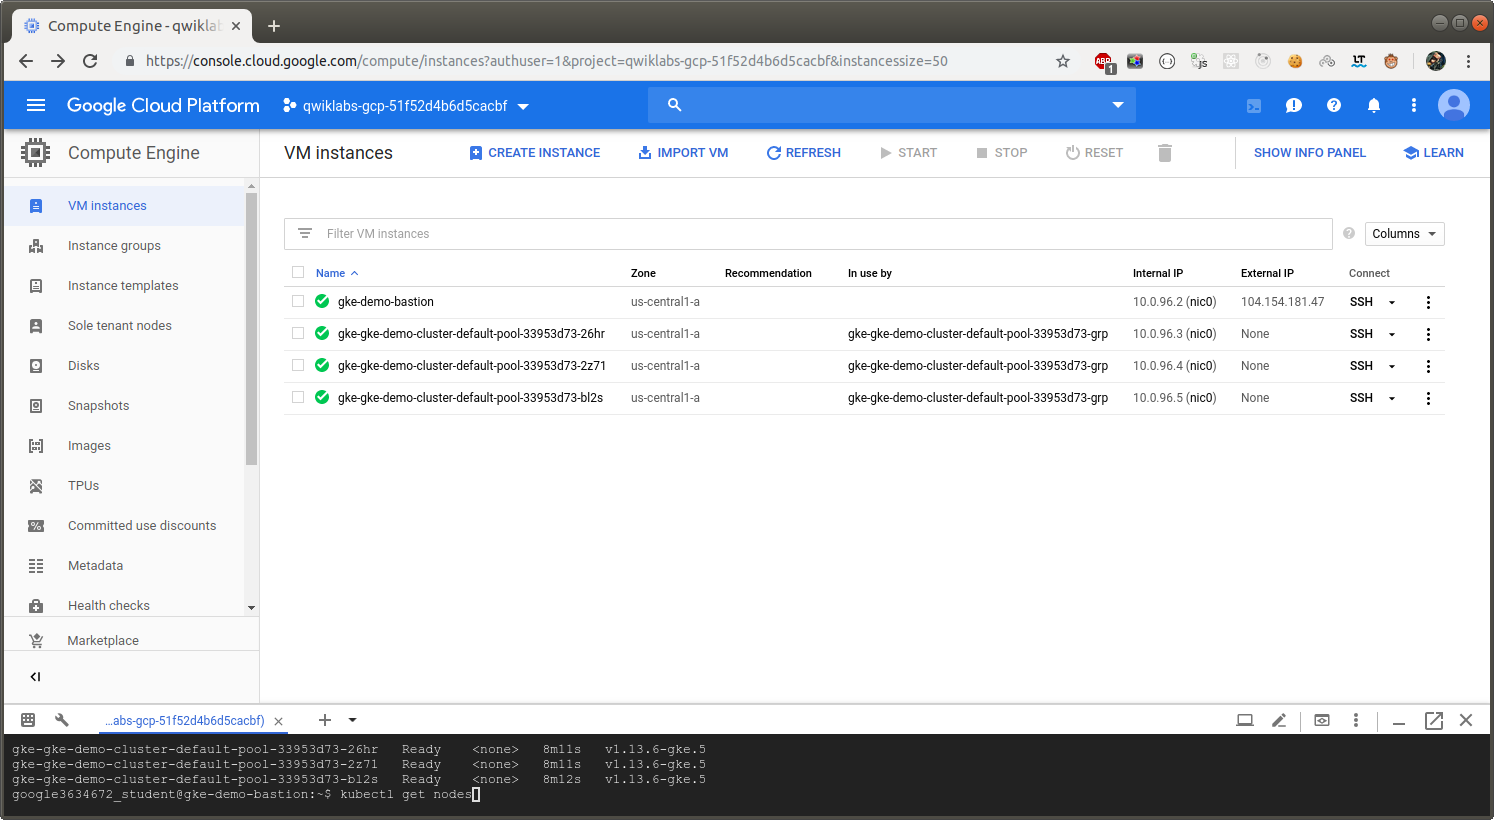 Compute Engine - qwikla
https://console.cloud.google.com/compute/instances?authuser=1&project=qwiklabs-gcp-51f52d4b6d5cacbf&instancessize=50
ABP 1 js LT
Google Cloud Platform qwiklabs-gcp-51f52d4b6d5cacbf
Compute Engine VM instances CREATE INSTANCE IMPORT VM REFRESH START STOP RESET SHOW INFO PANEL LEARN
VM instances
Instance groups
Instance templates
Sole tenant nodes
Disks
Snapshots
Images
TPUs
Committed use discounts
Metadata
Health checks
Marketplace
Filter VM instances Columns
Name Zone Recommendation In use by Internal IP External IP Connect
gke-demo-bastion us-central1-a 10.0.96.2 (nic0) 104.154.181.47 SSH
gke-gke-demo-cluster-default-pool-33953d73-26hr us-central1-a gke-gke-demo-cluster-default-pool-33953d73-grp 10.0.96.3 (nic0) None SSH
gke-gke-demo-cluster-default-pool-33953d73-2z71 us-central1-a gke-gke-demo-cluster-default-pool-33953d73-grp 10.0.96.4 (nic0) None SSH
gke-gke-demo-cluster-default-pool-33953d73-bl2s us-central1-a gke-gke-demo-cluster-default-pool-33953d73-grp 10.0.96.5 (nic0) None SSH
...abs-gcp-51f52d4b6d5cacbf)
gke-gke-demo-cluster-default-pool-33953d73-26hr Ready <none> 8m11s v1.13.6-gke.5
gke-gke-demo-cluster-default-pool-33953d73-2z71 Ready <none> 8m11s v1.13.6-gke.5
gke-gke-demo-cluster-default-pool-33953d73-bl2s Ready <none> 8m12s v1.13.6-gke.5
google3634672_student@gke-demo-bastion:~$ kubectl get nodes